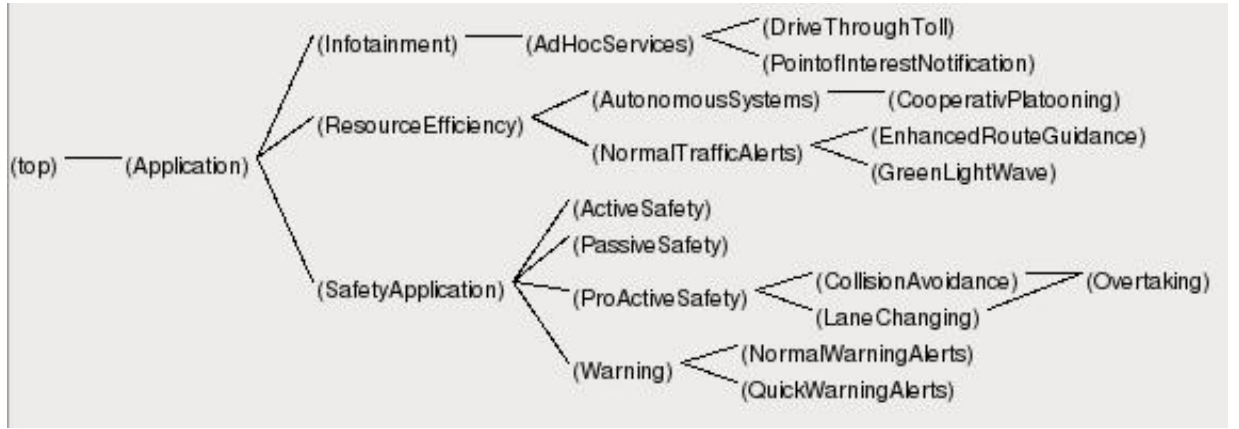 (top)
(Application)
(Infotainment)
(AdHocServices)
(DriveThroughToll)
(PointofInterestNotification)
(ResourceEfficiency)
(AutonomousSystems)
(CooperativPlatooning)
(NormalTrafficAlerts)
(EnhancedRouteGuidance)
(GreenLightWave)
(SafetyApplication)
(ActiveSafety)
(PassiveSafety)
(ProActiveSafety)
(CollisionAvoidance)
(LaneChanging)
(Overtaking)
(Warning)
(NormalWarningAlerts)
(QuickWarningAlerts)